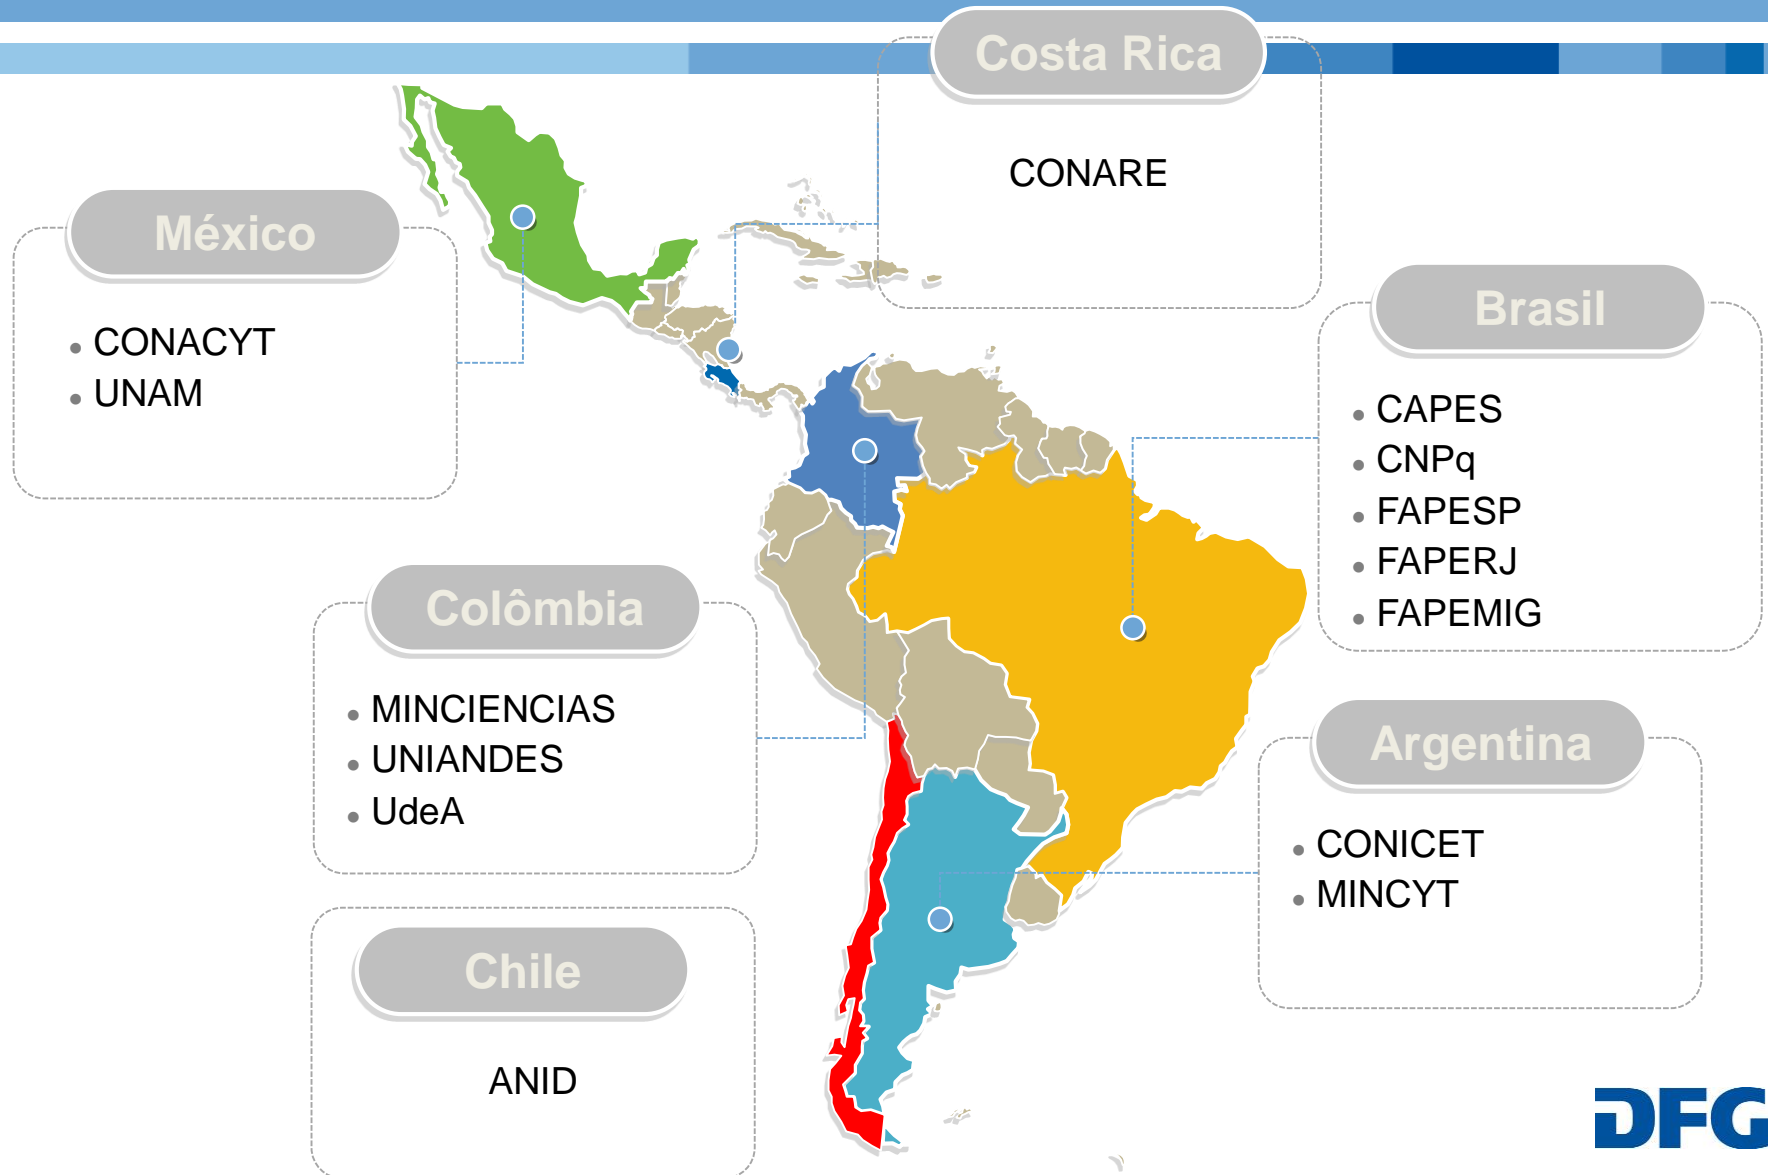 Costa Rica
CONARE
México
• CONACYT
• UNAM
Brasil
• CAPES
• CNPq
• FAPESP
• FAPERJ
• FAPEMIG
Colômbia
• MINCIENCIAS
• UNIANDES
• UdeA
Argentina
• CONICET
• MINCYT
Chile
ANID
DFG